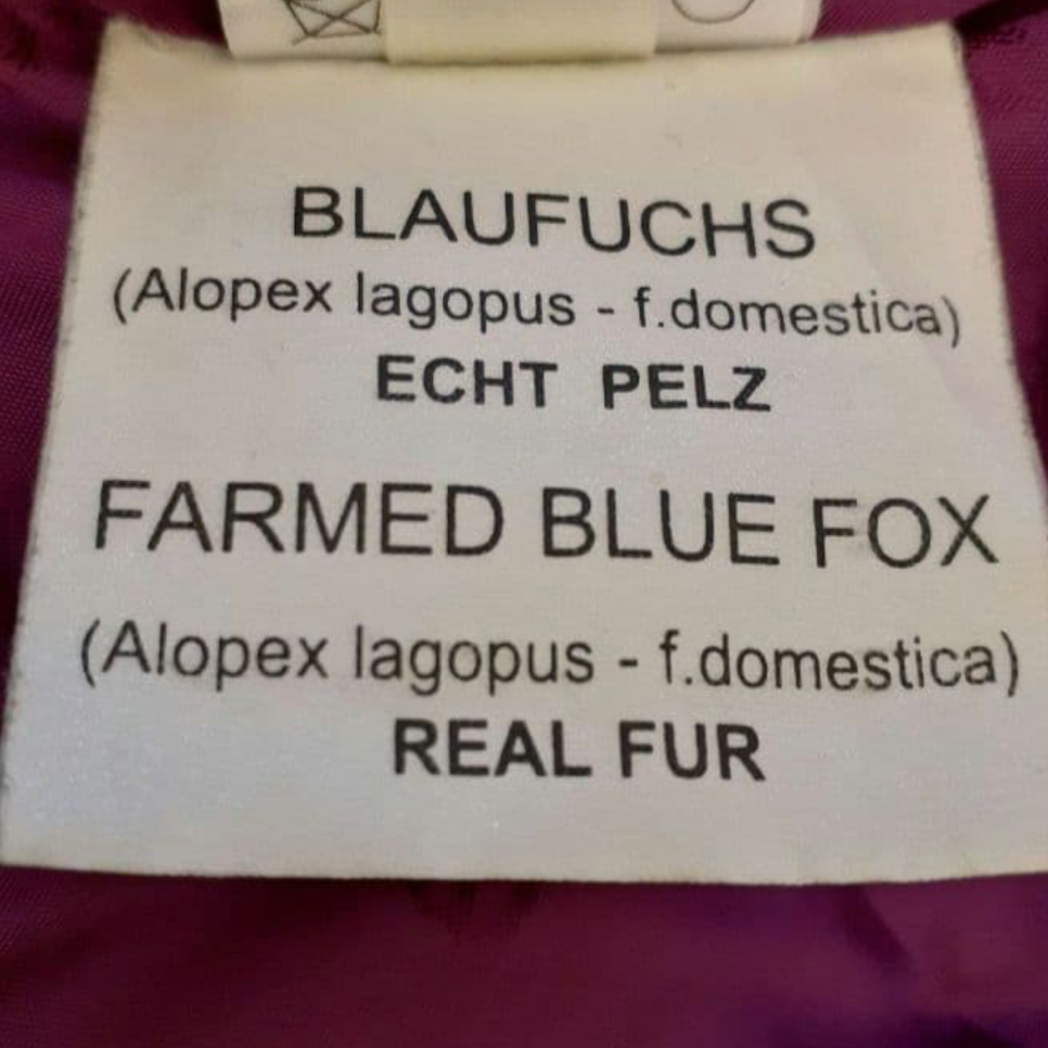 BLAUFUCHS
(Alopex lagopus - f.domestica)
ECHT PELZ
FARMED BLUE FOX
(Alopex lagopus - f.domestica)
REAL FUR